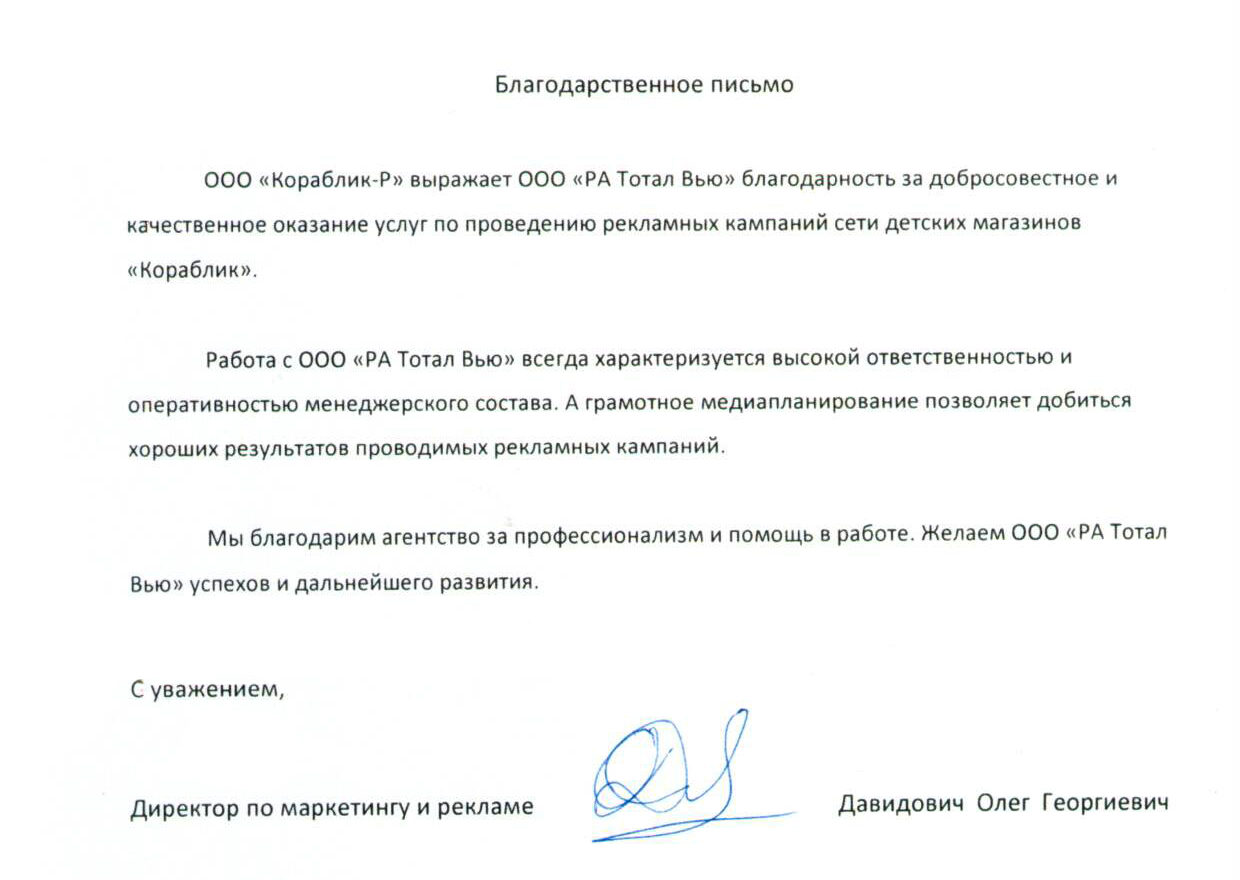 Благодарственное письмо
ООО «Кораблик-Р» выражает ООО «РА Тотал Вью» благодарность за добросовестное и
качественное оказание услуг по проведению рекламных кампаний сети детских магазинов
«Кораблик».
Работа с ООО «РА Тотал Вью» всегда характеризуется высокой ответственностью и
оперативностью менеджерского состава. А грамотное медиапланирование позволяет добиться
хороших результатов проводимых рекламных кампаний.
Мы благодарим агентство за профессионализм и помощь в работе. Желаем ООО «РА Тотал
Вью» успехов и дальнейшего развития.
С уважением,
Директор по маркетингу и рекламе Давидович Олег Георгиевич